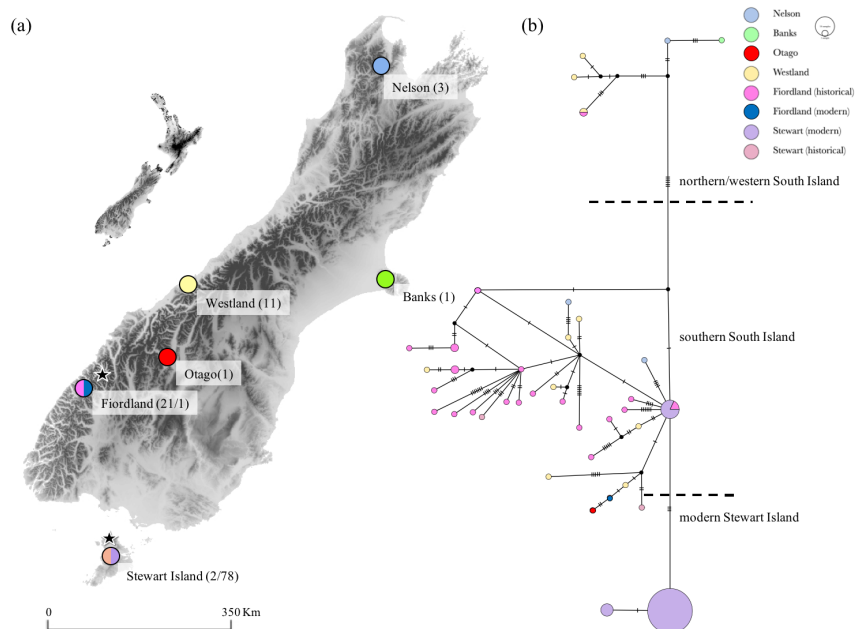 (a)
Nelson (3)
Westland (11)
Banks (1)
Otago(1)
Fiordland (21/1)
Stewart Island (2/78)
0
350 Km
(b)
Nelson
Banks
Otago
Westland
Fiordland (historical)
Fiordland (modern)
Stewart (modern)
Stewart (historical)
northern/western South Island
southern South Island
modern Stewart Island